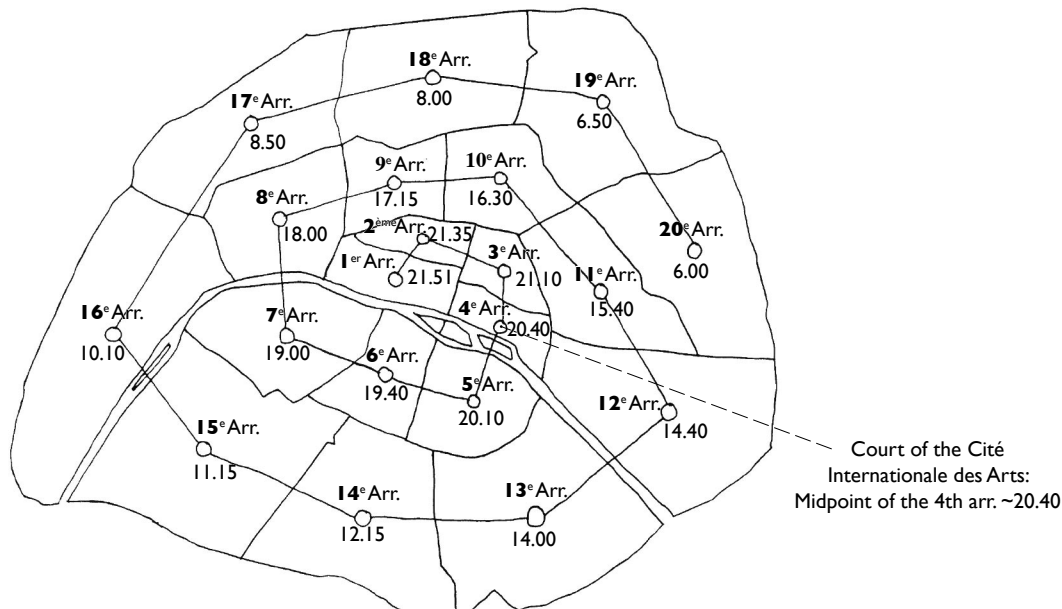 18e Arr.
8.00
19e Arr.
6.50
17e Arr.
8.50
9e Arr.
17.15
10e Arr.
16.30
8e Arr.
18.00
2ème Arr.
21.35
20e Arr.
6.00
3e Arr.
21.10
1er Arr.
21.51
11e Arr.
15.40
16e Arr.
10.10
7e Arr.
19.00
4e Arr.
20.40
6e Arr.
19.40
5e Arr.
20.10
12e Arr.
14.40
15e Arr.
11.15
14e Arr.
12.15
13e Arr.
14.00
Court of the Cité
Internationale des Arts:
Midpoint of the 4th arr. ~20.40